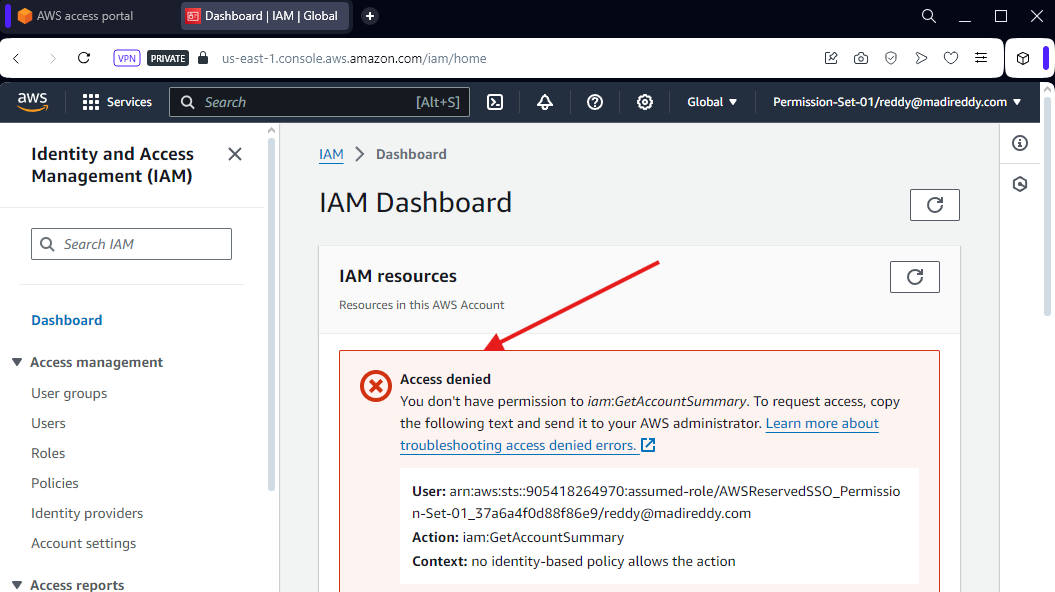 AWS access portal
Dashboard | IAM | Global
VPN
PRIVATE
us-east-1.console.aws.amazon.com/iam/home
aws
Services
Search
[Alt+S]
Global
Permission-Set-01/reddy@madireddy.com
Identity and Access
Management (IAM)
Search IAM
Dashboard
Access management
User groups
Users
Roles
Policies
Identity providers
Account settings
Access reports
IAM
Dashboard
IAM Dashboard
IAM resources
Resources in this AWS Account
Access denied
You don't have permission to iam:GetAccountSummary. To request access, copy
the following text and send it to your AWS administrator. Learn more about
troubleshooting access denied errors.
User: arn:aws:sts::905418264970:assumed-role/AWSReservedSSO_Permissio
n-Set-01_37a6a4f0d88f86e9/reddy@madireddy.com
Action: iam:GetAccountSummary
Context: no identity-based policy allows the action